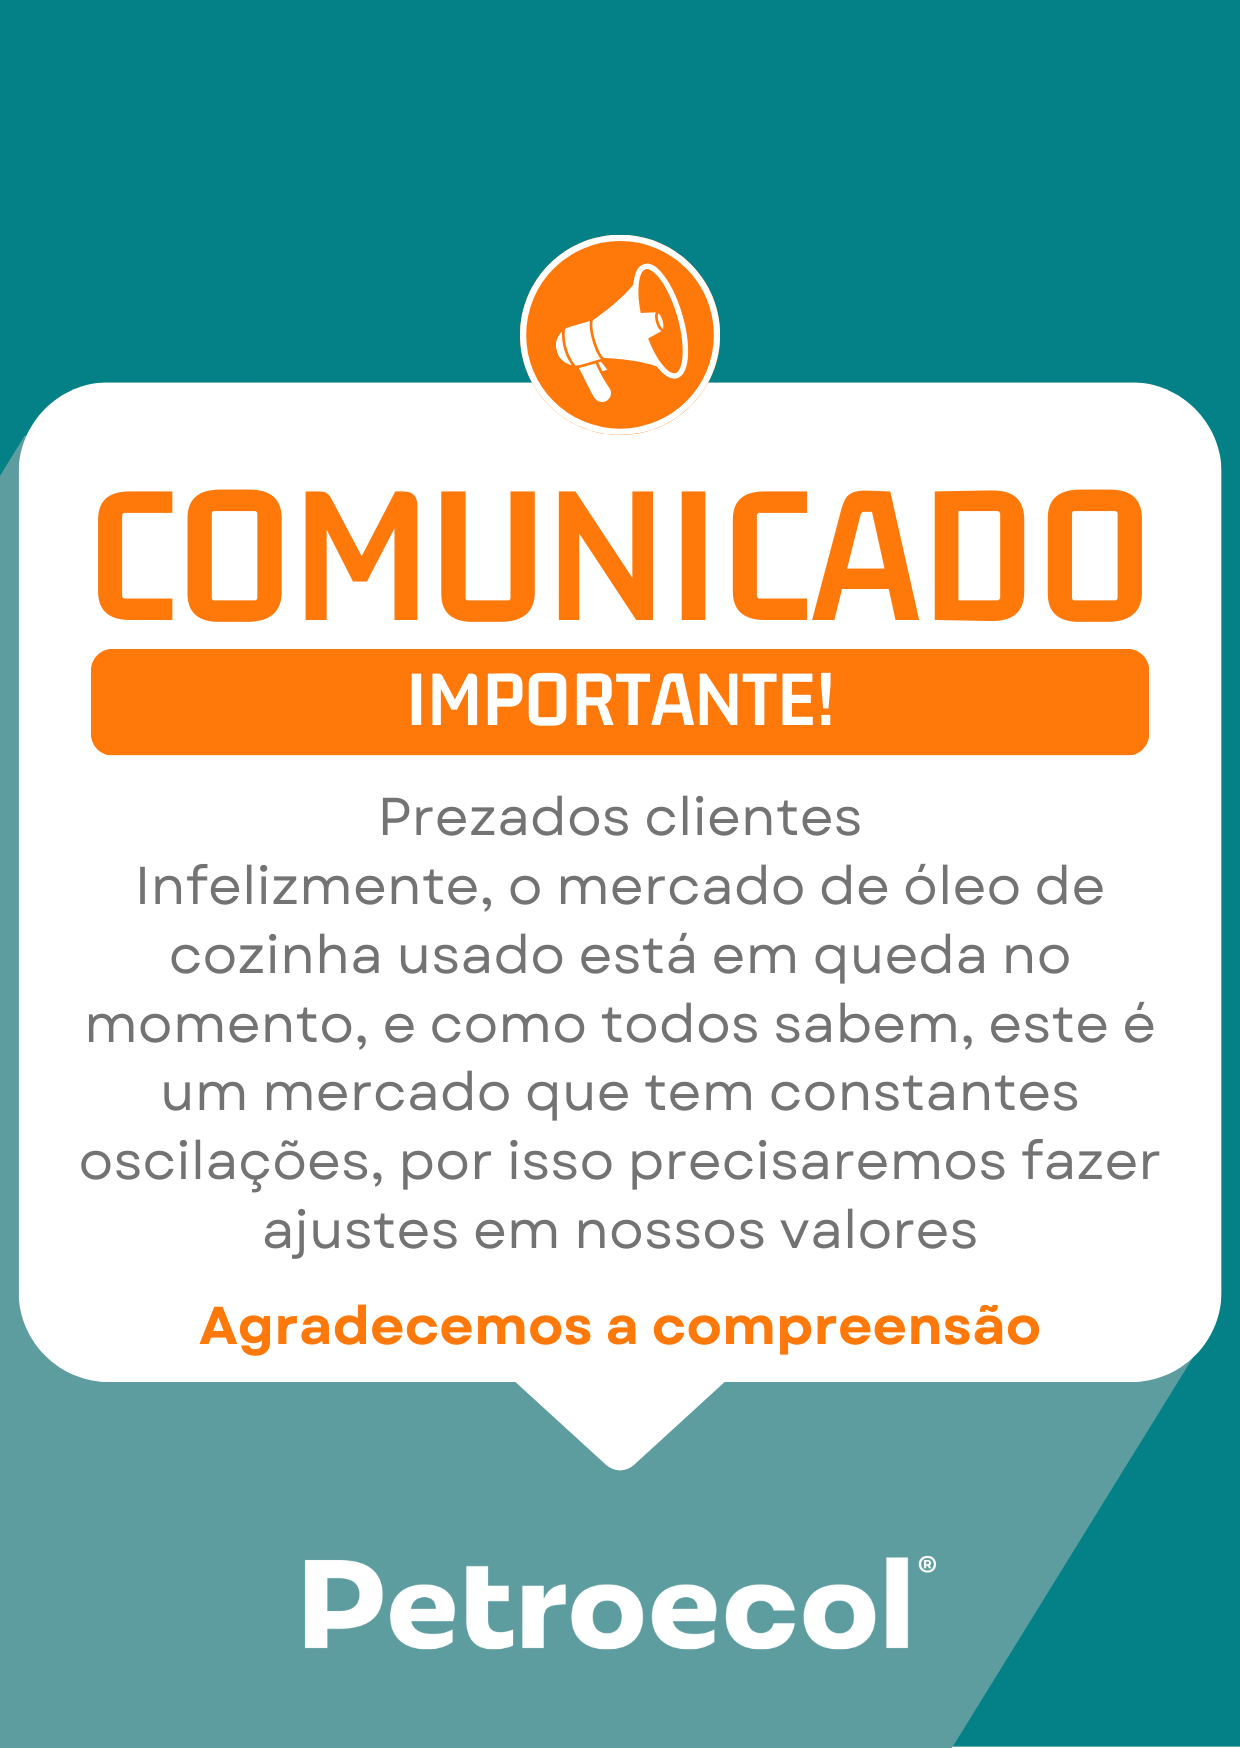 COMUNICADO
IMPORTANTE!
Prezados clientes
Infelizmente, o mercado de óleo de
cozinha usado está em queda no
momento, e como todos sabem, este é
um mercado que tem constantes
oscilações, por isso precisaremos fazer
ajustes em nossos valores
Agradecemos a compreensão
Petroecol®